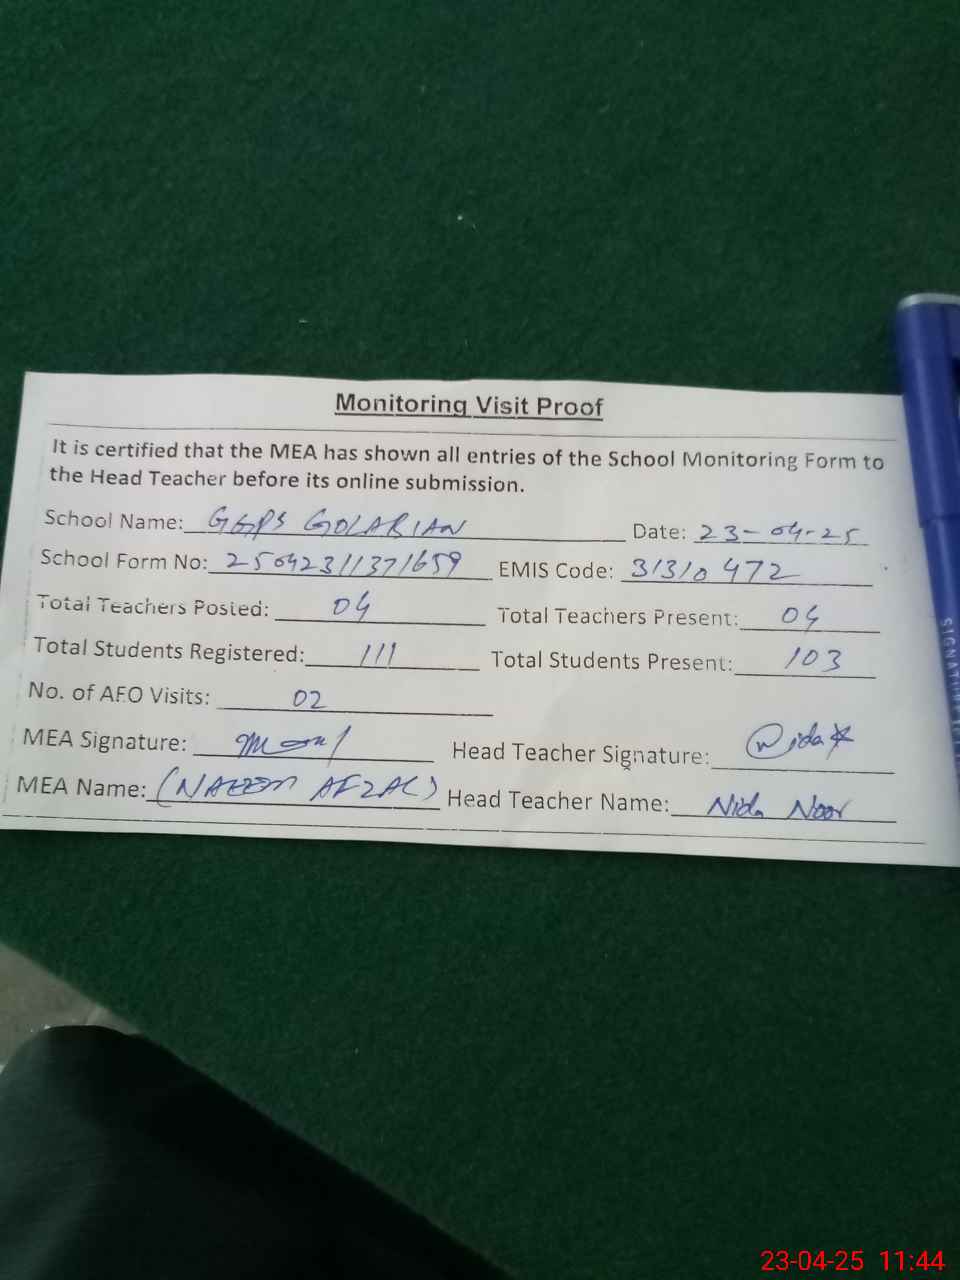 Monitoring Visit Proof
It is certified that the MEA has shown all entries of the School Monitoring Form to
the Head Teacher before its online submission.
School Name: GGPS GOLARIAN Date: 23-04-25
School Form No: 25042311371659 EMIS Code: 31310472
Total Teachers Posted: 04 Total Teachers Present: 04
Total Students Registered: 111 Total Students Present: 103
No. of AFO Visits: 02
MEA Signature: Head Teacher Signature: Nida
MEA Name: (NAEEM AFZAL) Head Teacher Name: Nida Noor
23-04-25 11:44